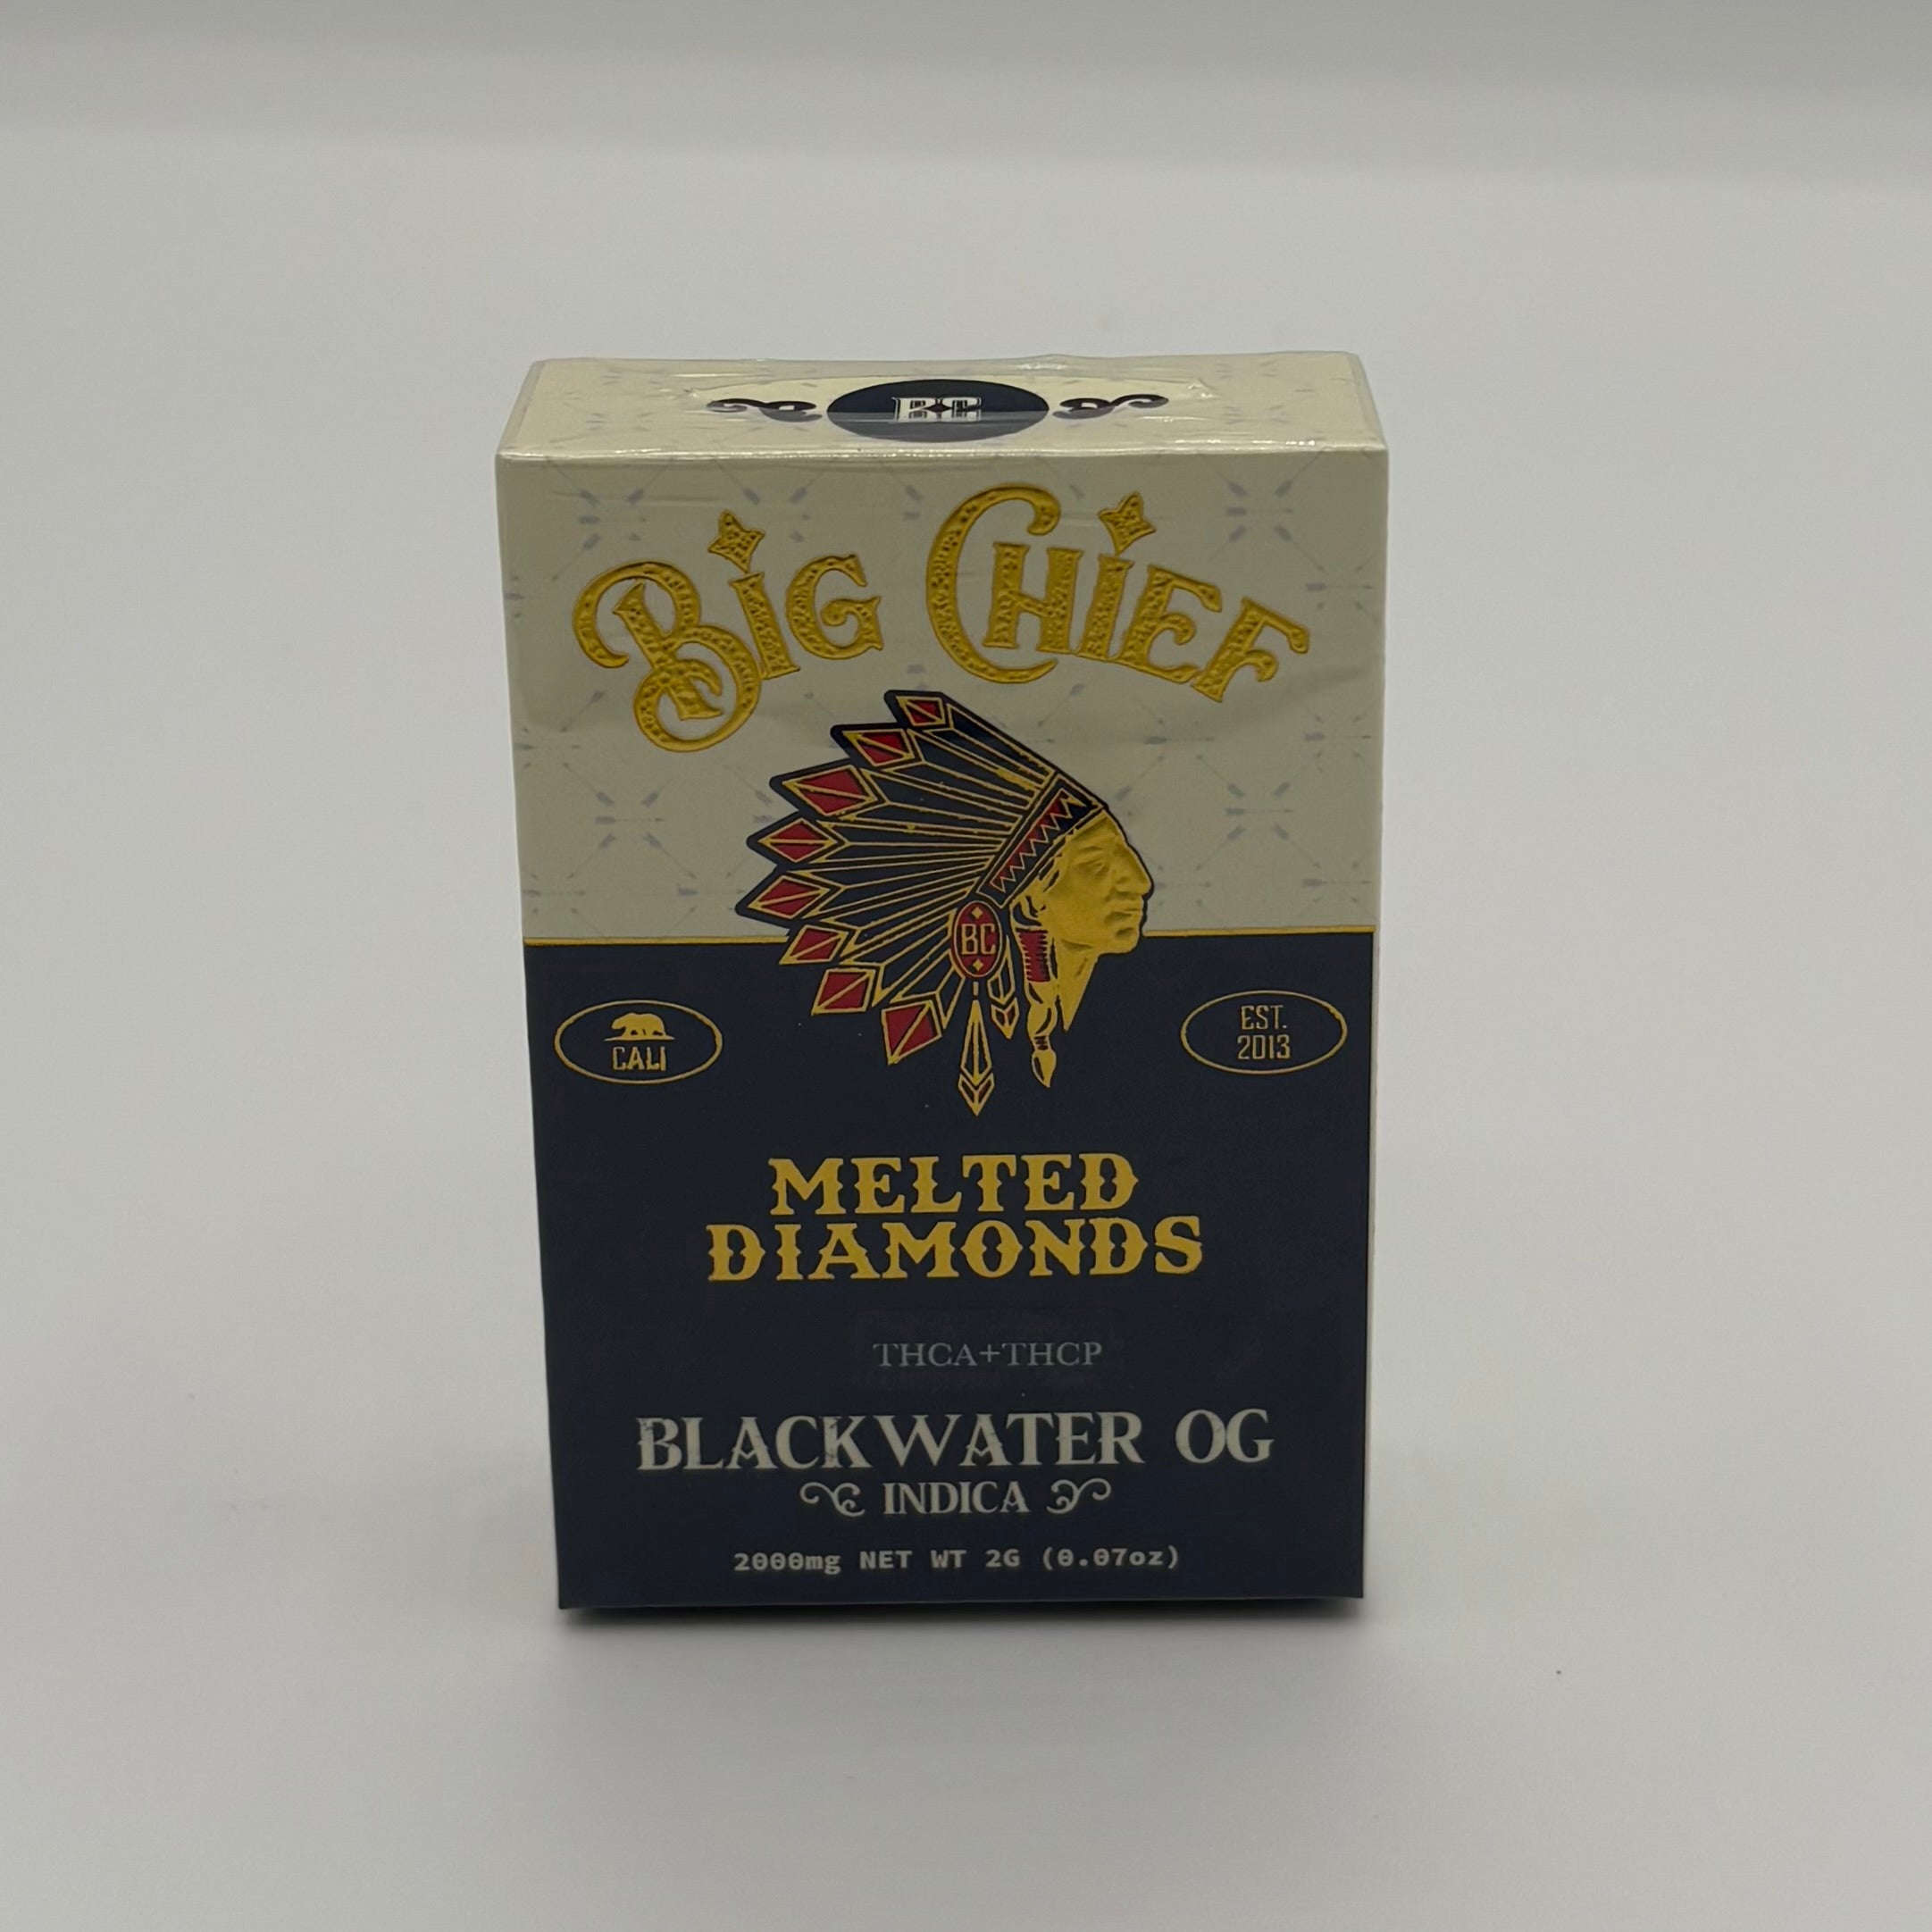 BC
BIG CHIEF
BC
CALI
EST.
2013
MELTED
DIAMONDS
THCA+THCP
BLACKWATER OG
INDICA
2000mg NET WT 2G (0.07oz)